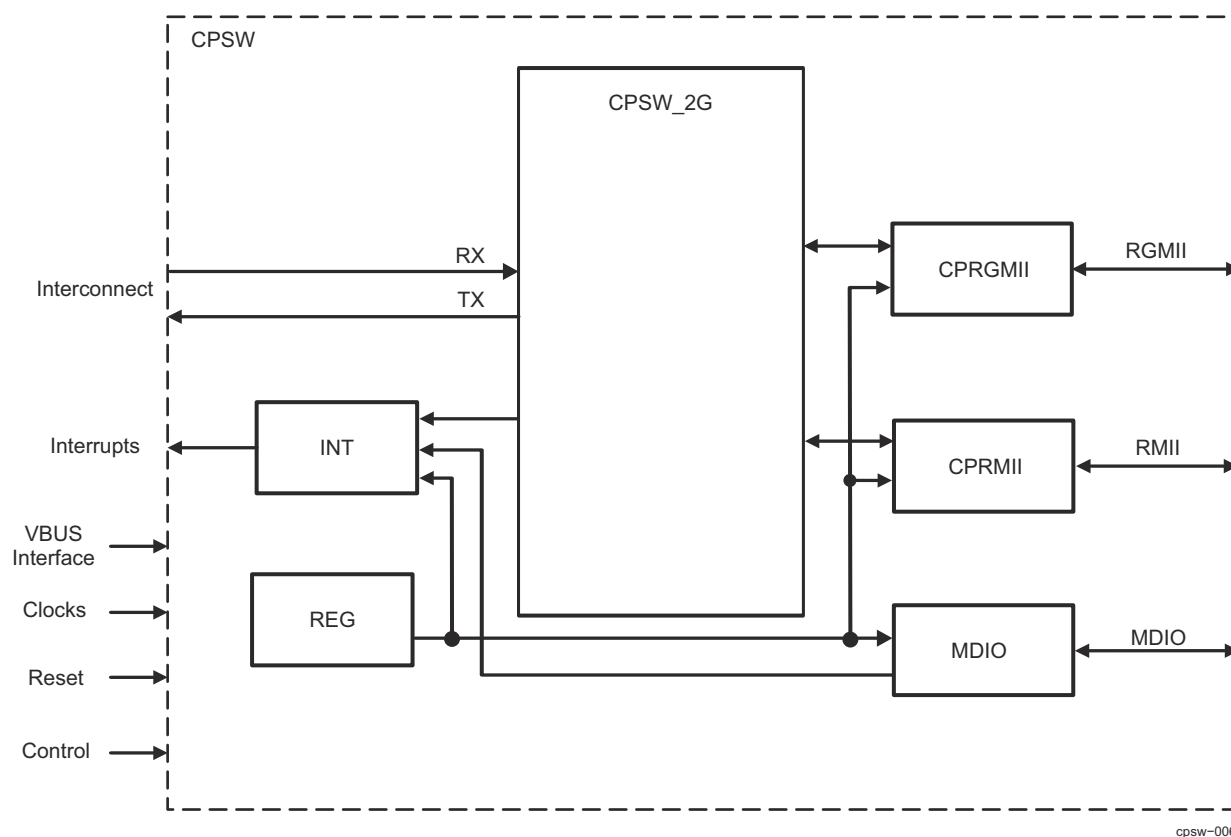 CPSW
CPSW_2G
RX
TX
Interconnect
CPRGMII
RGMII
INT
Interrupts
CPRMII
RMII
VBUS
Interface
Clocks
REG
MDIO
MDIO
Reset
Control